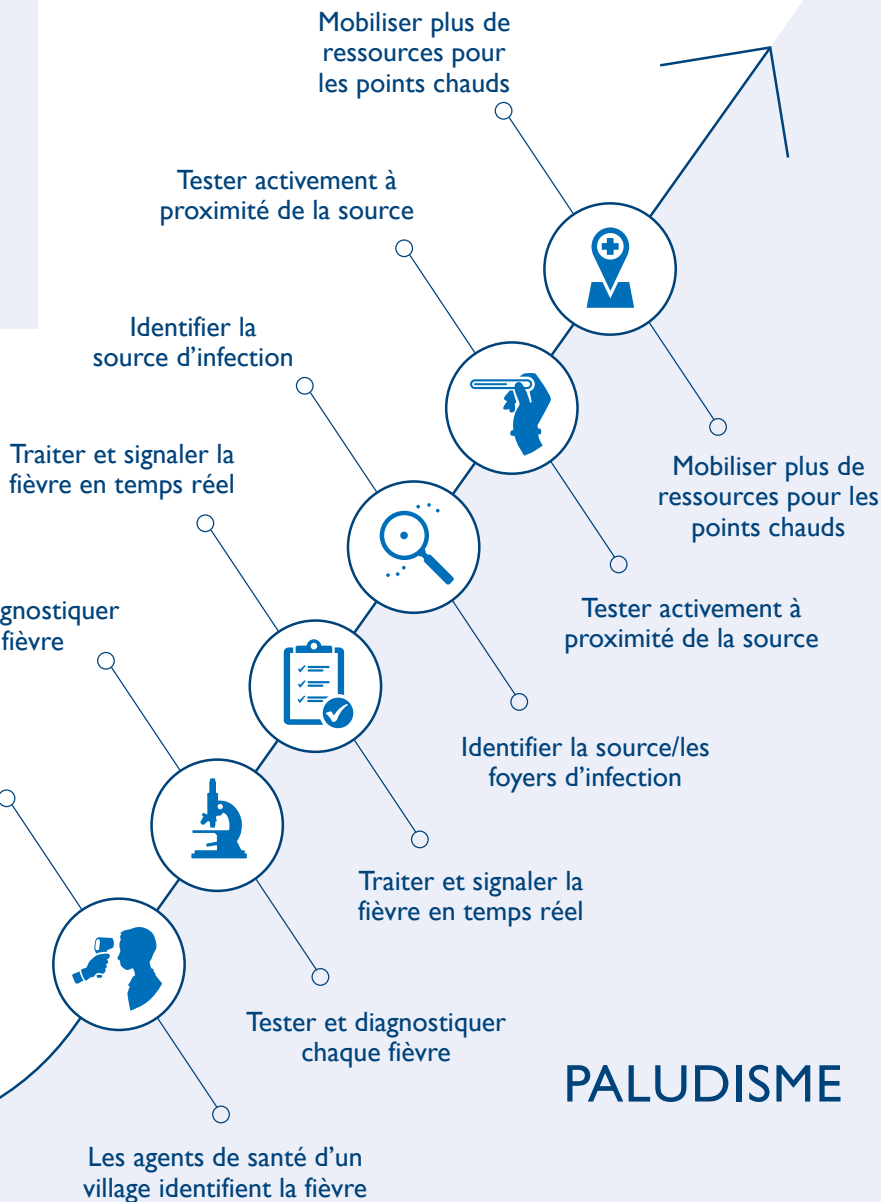 Mobiliser plus de
ressources pour
les points chauds
Tester activement à
proximité de la source
Identifier la
source d'infection
Traiter et signaler la
fièvre en temps réel
fièvre
Mobiliser plus de
ressources pour les
points chauds
Tester activement à
proximité de la source
Identifier la source/les
foyers d'infection
Traiter et signaler la
fièvre en temps réel
Tester et diagnostiquer
chaque fièvre
Les agents de santé d'un
village identifient la fièvre
PALUDISME